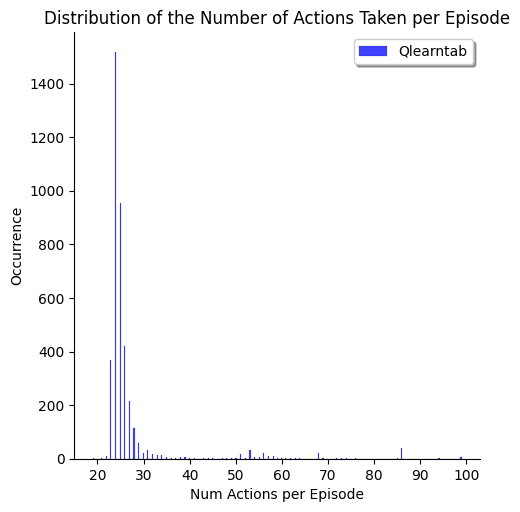 Distribution of the Number of Actions Taken per Episode
Qlearntab
1400
1200
1000
800
600
400
200
0
Occurrence
20 30 40 50 60 70 80 90 100
Num Actions per Episode